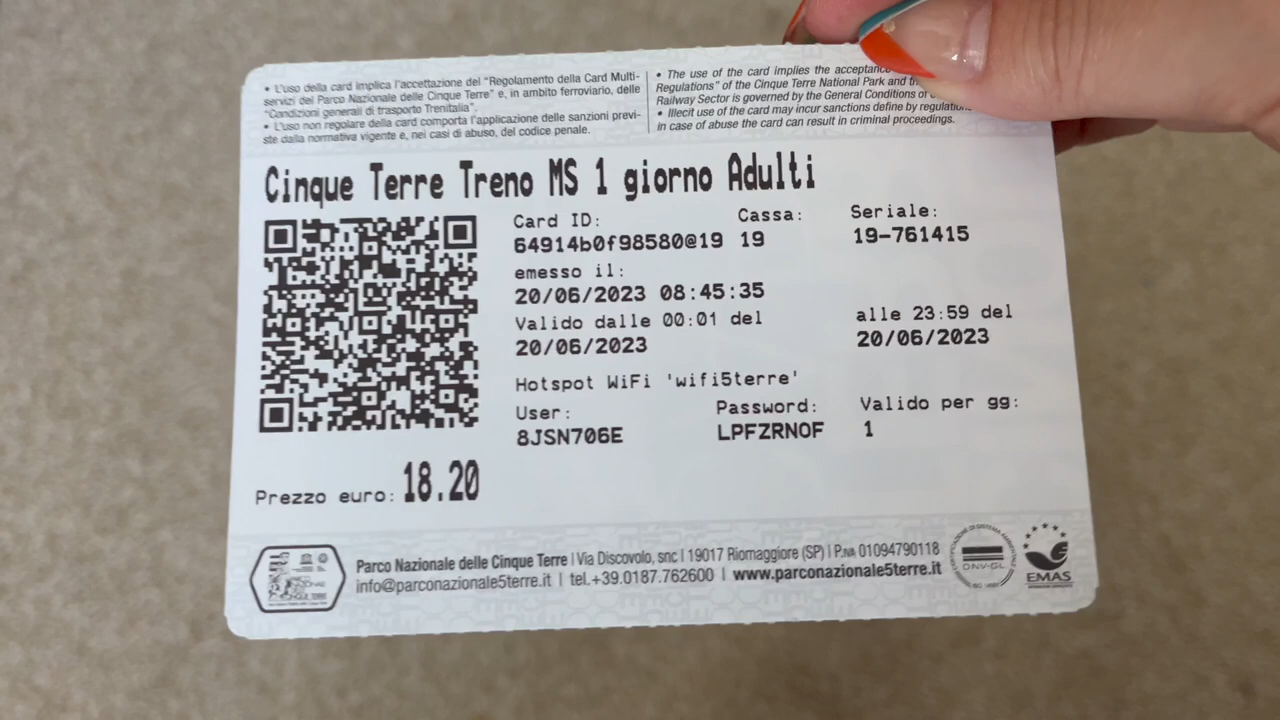 • L'uso della card implica l'accettazione del "Regolamento della Card Multi-
servizi del Parco Nazionale delle Cinque Terre" e, in ambito ferroviario, delle
"Condizioni generali di trasporto Trenitalia".
• L'uso non regolare della card comporta l'applicazione delle sanzioni previ-
ste dalla normativa vigente e, nei casi di abuso, del codice penale.
• The use of the card implies the acceptance
Regulations" of the Cinque Terre National Park and
Railway Sector is governed by the General Conditions of
• Illecit use of the card may incur sanctions define by
in case of abuse the card can result in criminal proceedings.
Cinque Terre Treno MS 1 giorno Adulti
Card ID: Cassa: Seriale:
64914b0f98580@19 19 19-761415
emesso il:
20/06/2023 08:45:35
Valido dalle 00:01 del alle 23:59 del
20/06/2023 20/06/2023
Hotspot WiFi 'wifi5terre'
User: Password: Valido per gg:
8JSN706E LPFZRNOF 1
Prezzo euro: 18.20
Parco Nazionale delle Cinque Terre | Via Discovolo, snc | 19017 Riomaggiore (SP) | P.IVA 01094790118
info@parconazionale5terre.it | tel.+39.0187.762600 | www.parconazionale5terre.it
DNV-GL
EMAS